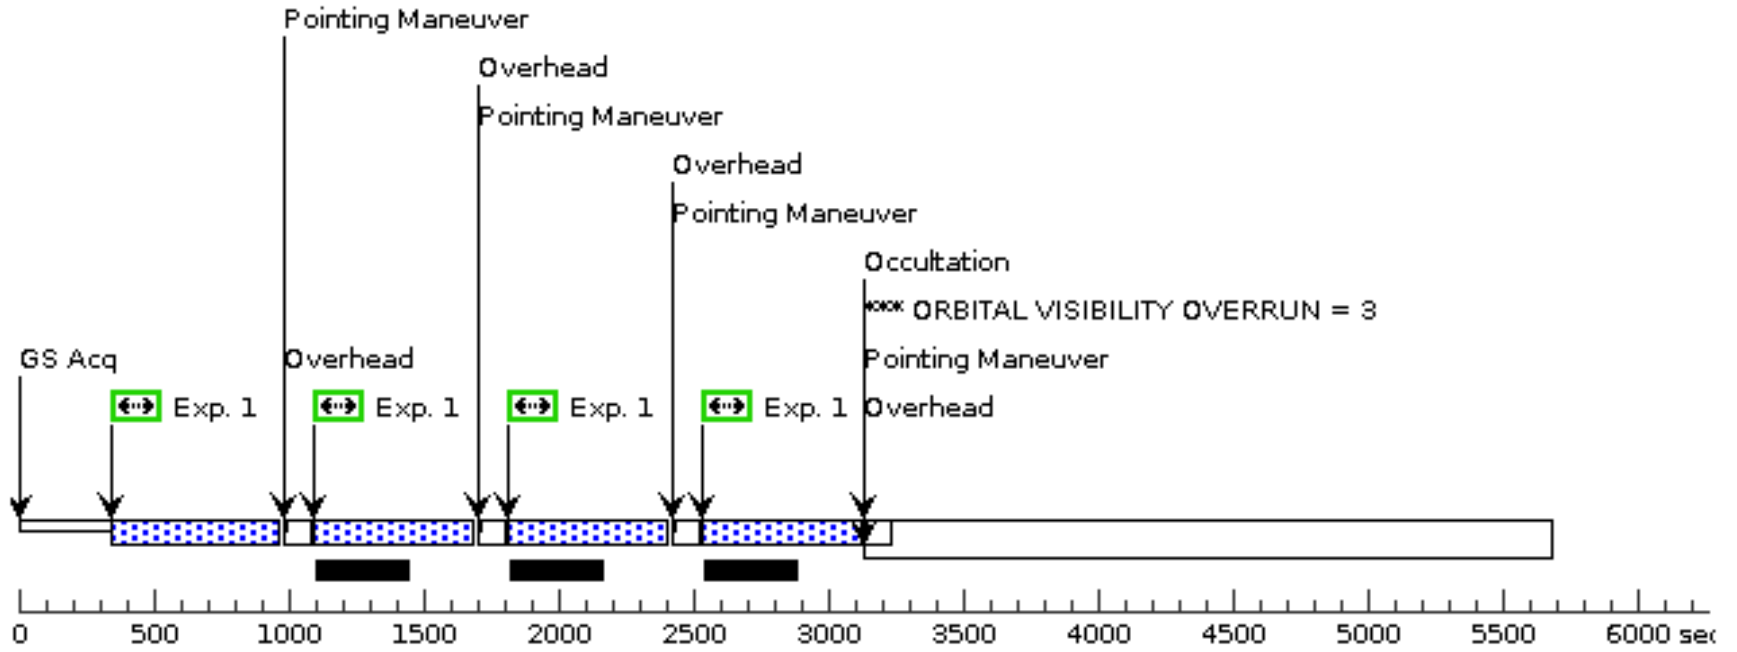 Pointing Maneuver
Overhead
Pointing Maneuver
Overhead
Pointing Maneuver
Occultation
**** ORBITAL VISIBILITY OVERRUN = 3
GS Acq Overhead Pointing Maneuver
Exp. 1 Exp. 1 Exp. 1 Exp. 1 Overhead
0 500 1000 1500 2000 2500 3000 3500 4000 4500 5000 5500 6000 sec